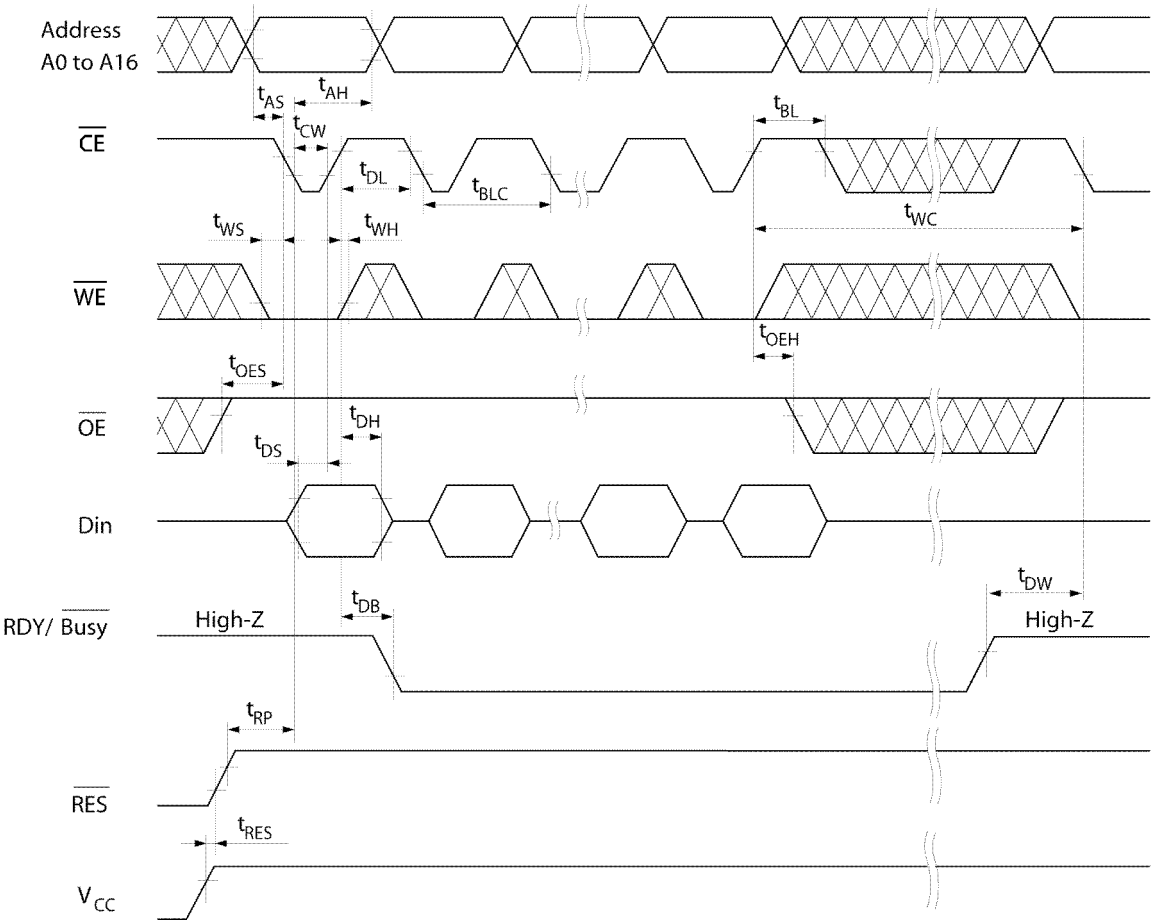 Address
A0 to A16
tAS
tAH
tBL
CE
tCW
tDL
tBLC
tWC
tWS
tWH
WE
tOEH
tOES
OE
tDH
tDS
Din
tDW
tDB
RDY/ Busy
High-Z
High-Z
tRP
RES
tRES
VCC